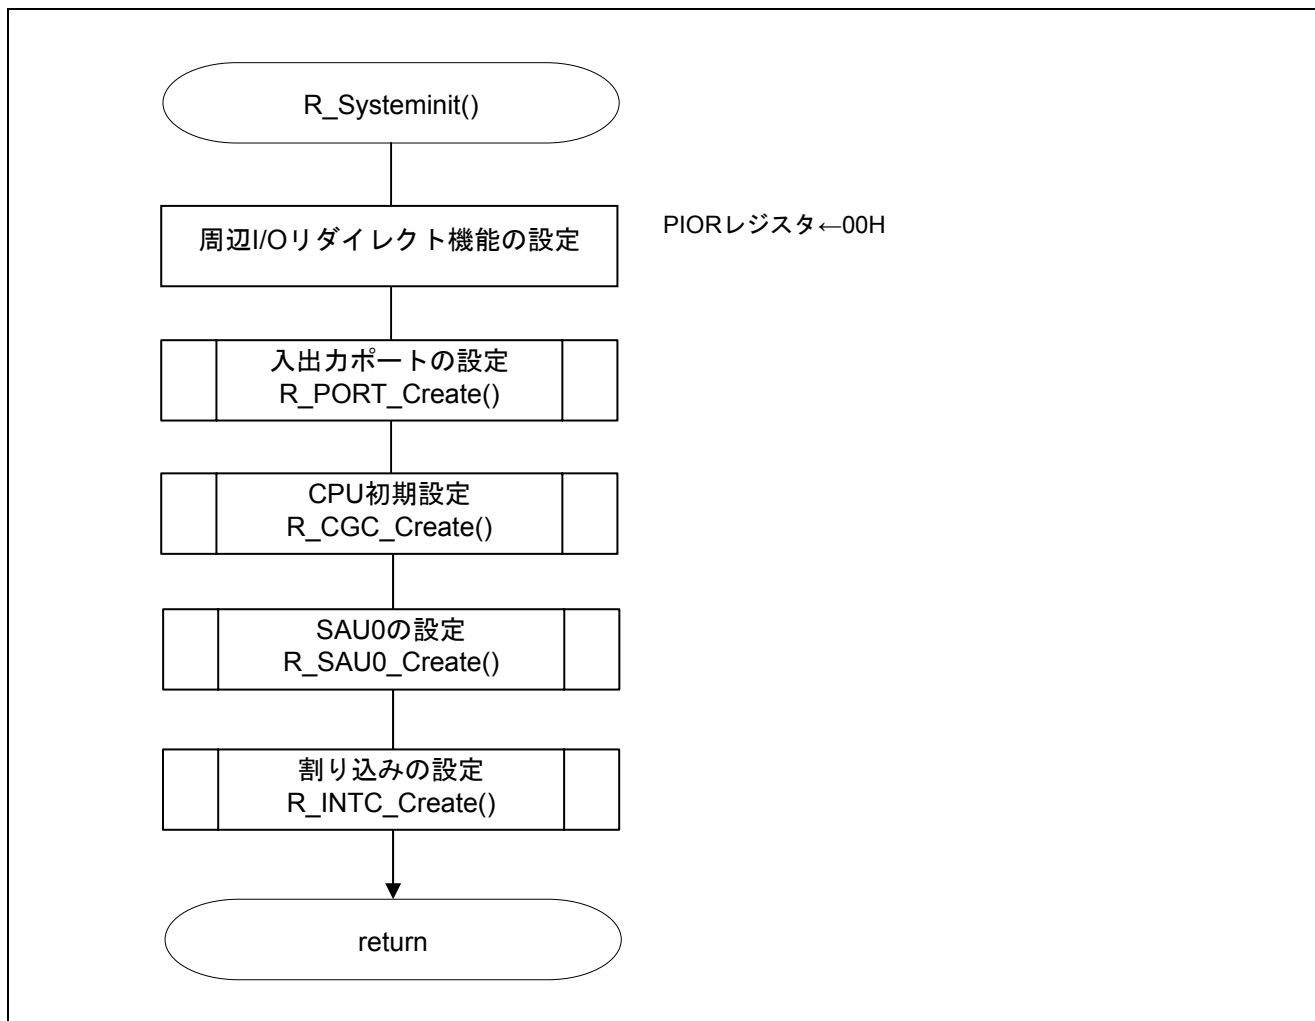 R_Systeminit()
周辺I/Oリダイレクト機能の設定
PIORレジスタ←00H
入出力ポートの設定
R_PORT_Create()
CPU初期設定
R_CGC_Create()
SAU0の設定
R_SAU0_Create()
割り込みの設定
R_INTC_Create()
return